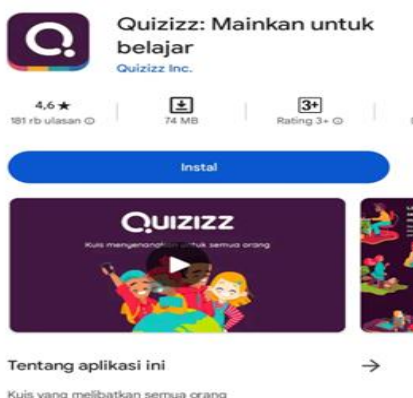 Quizizz: Mainkan untuk
belajar
Quizizz Inc.
4,6★
181 rb ulasan
74 MB
3+
Rating 3+
Instal
QUIZIZZ
Kuis menyenangkan untuk semua orang
Tentang aplikasi ini
Kuis yang melibatkan semua orang